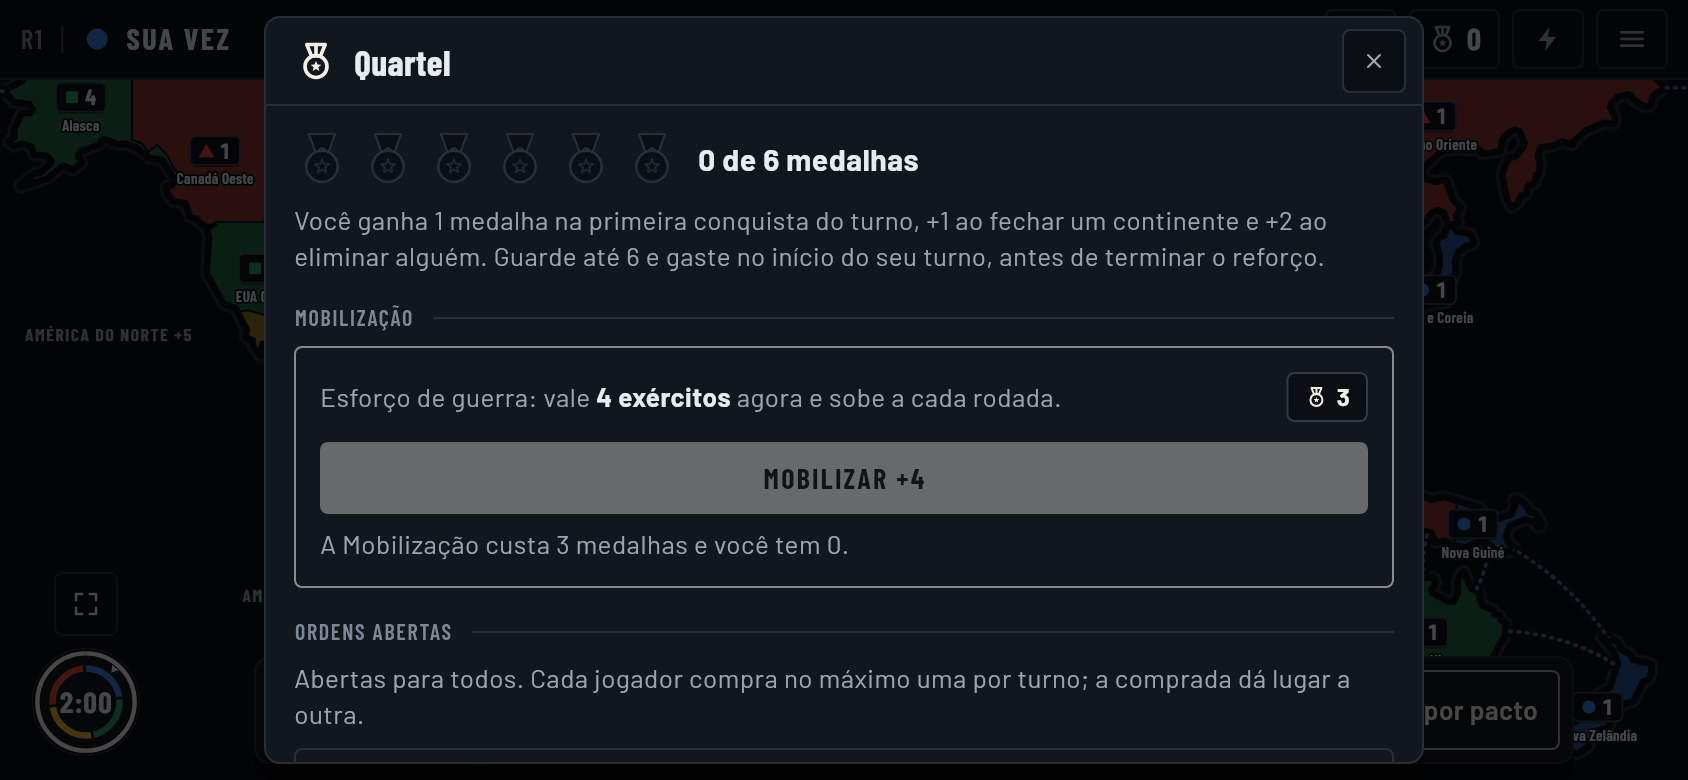 R1
SUA VEZ
0
Quartel
0 de 6 medalhas
Você ganha 1 medalha na primeira conquista do turno, +1 ao fechar um continente e +2 ao
eliminar alguém. Guarde até 6 e gaste no início do seu turno, antes de terminar o reforço.
MOBILIZAÇÃO
Esforço de guerra: vale 4 exércitos agora e sobe a cada rodada.
3
MOBILIZAR +4
A Mobilização custa 3 medalhas e você tem 0.
ORDENS ABERTAS
Abertas para todos. Cada jogador compra no máximo uma por turno; a comprada dá lugar a
outra.
4
Alasca
1
Canadá Oeste
EUA
AMÉRICA DO NORTE +5
AM
2:00
1
Oriente
1
e Coreia
1
Nova Guiné
1
por pacto
1
va Zelândia